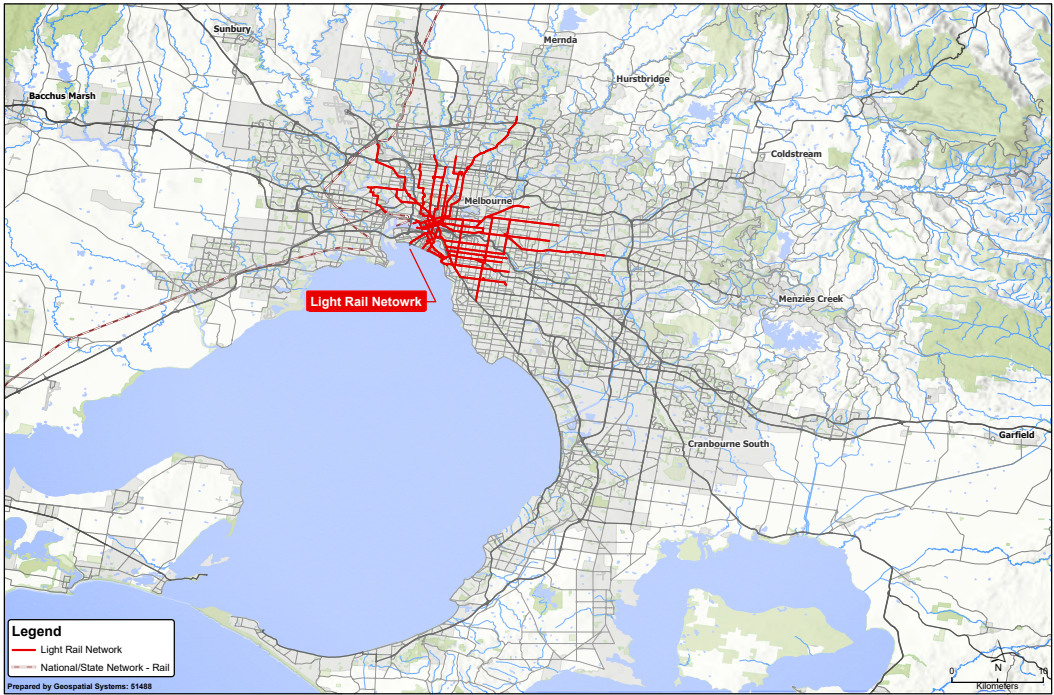 Sunbury
Mernda
Hurstbridge
Bacchus Marsh
Coldstream
Melbourne
Light Rail Netowrk
Menzies Creek
Garfield
Cranbourne South
Legend
Light Rail Network
National/State Network - Rail
Prepared by Geospatial Systems: 51488
N
0 10
Kilometers